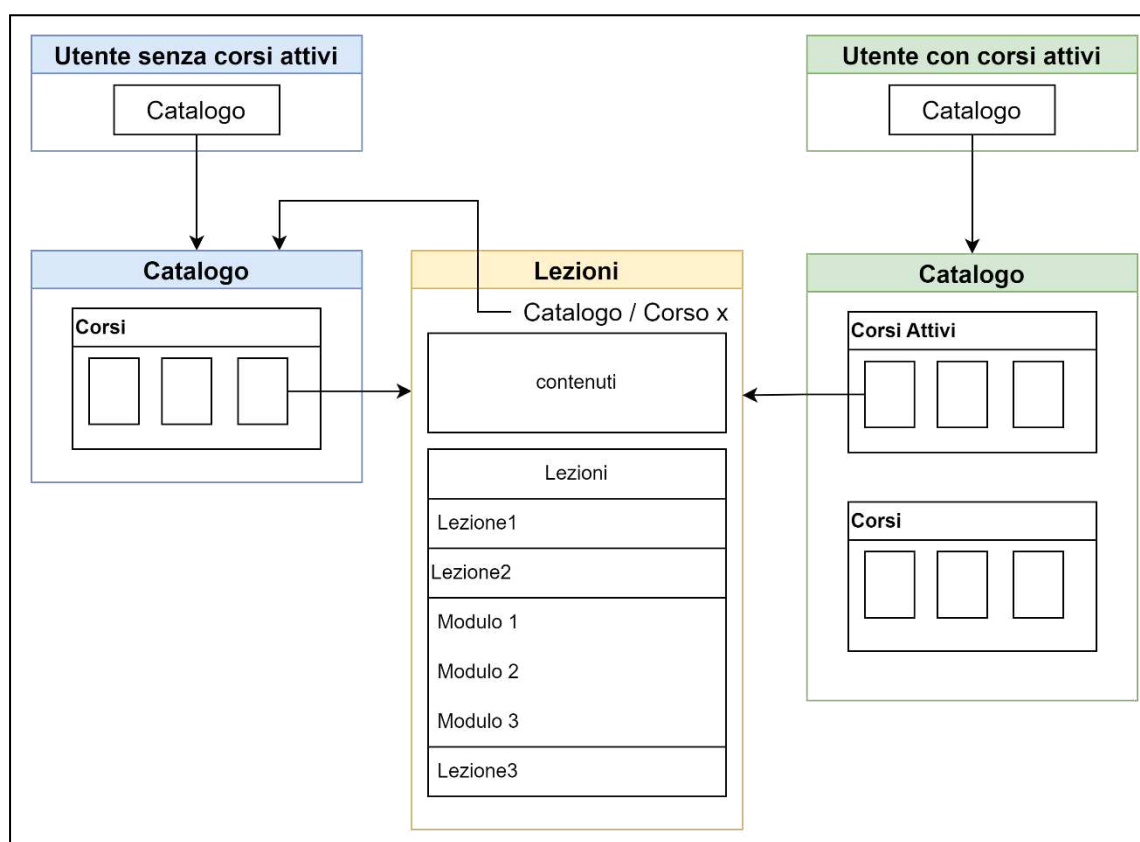 Utente senza corsi attivi
Catalogo
Utente con corsi attivi
Catalogo
Catalogo
Corsi
Lezioni
Catalogo / Corso x
contenuti
Lezioni
Lezione1
Lezione2
Modulo 1
Modulo 2
Modulo 3
Lezione3
Catalogo
Corsi Attivi
Corsi